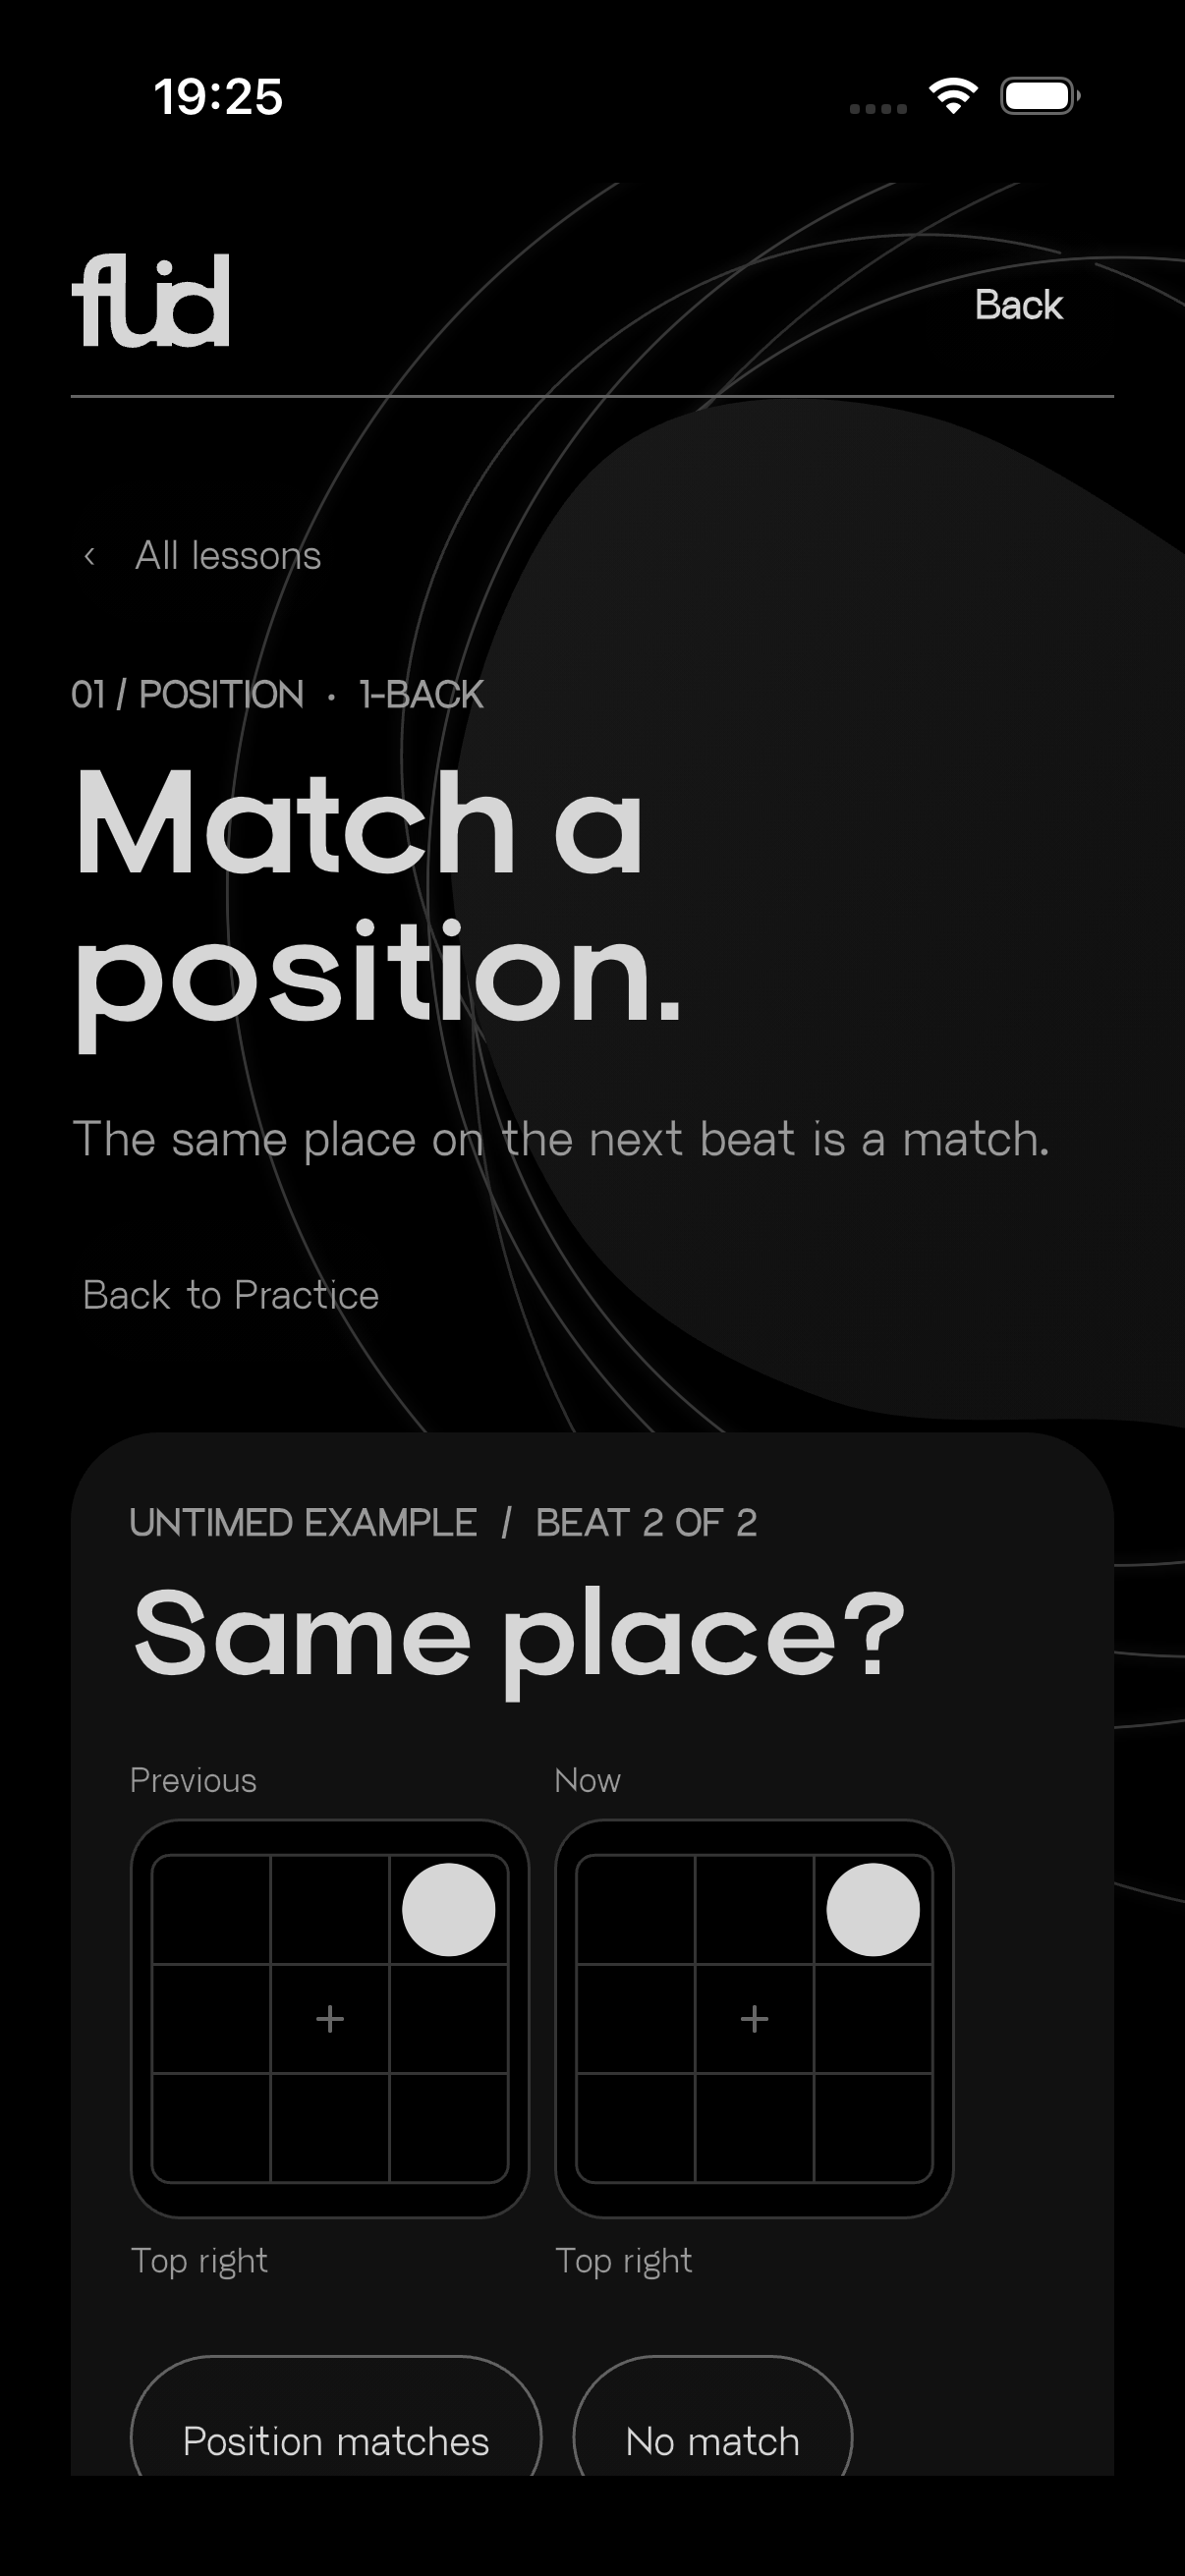 19:25
fluid
Back
‹ All lessons
01 / POSITION · 1-BACK
Match a
position.
The same place on the next beat is a match.
Back to Practice
UNTIMED EXAMPLE / BEAT 2 OF 2
Same place?
Previous Now
Top right Top right
Position matches No match